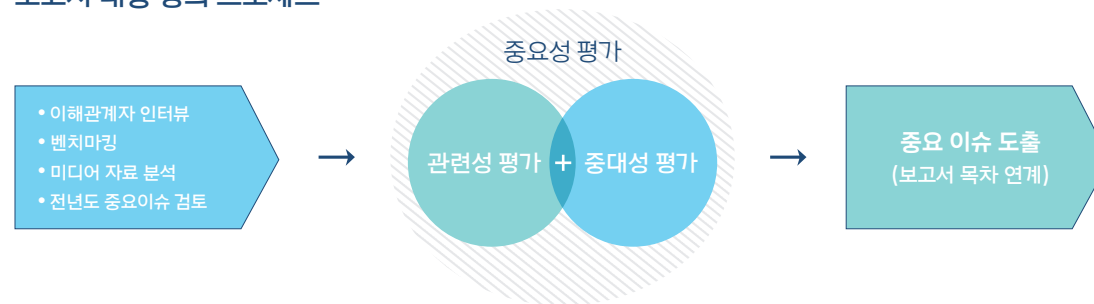 중요성 평가
• 이해관계자 인터뷰
• 벤치마킹
• 미디어 자료 분석
• 전년도 중요이슈 검토
→
관련성 평가 + 중대성 평가
→
중요 이슈 도출
(보고서 목차 연계)